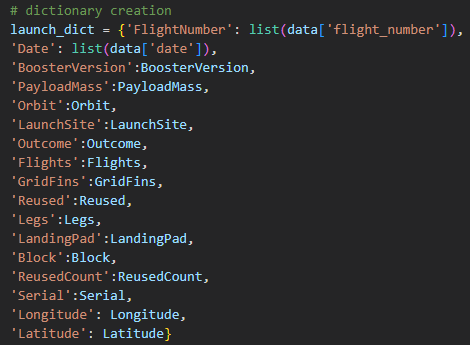 # dictionary creation
launch_dict = {'FlightNumber': list(data['flight_number']),
'Date': list(data['date']),
'BoosterVersion':BoosterVersion,
'PayloadMass':PayloadMass,
'Orbit':Orbit,
'LaunchSite':LaunchSite,
'Outcome':Outcome,
'Flights':Flights,
'GridFins':GridFins,
'Reused':Reused,
'Legs':Legs,
'LandingPad':LandingPad,
'Block':Block,
'ReusedCount':ReusedCount,
'Serial':Serial,
'Longitude': Longitude,
'Latitude': Latitude}